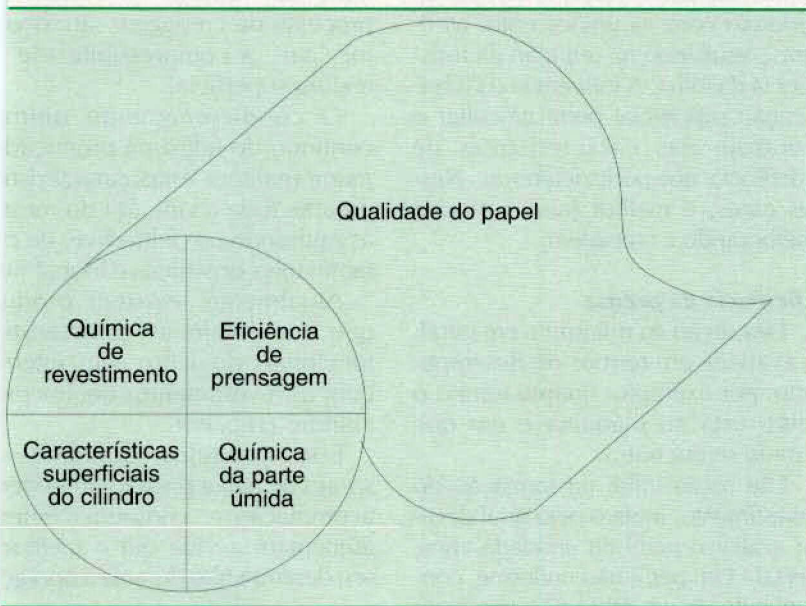 Qualidade do papel
Química
de
revestimento
Eficiência
de
prensagem
Características
superficiais
do cilindro
Química
da parte
úmida